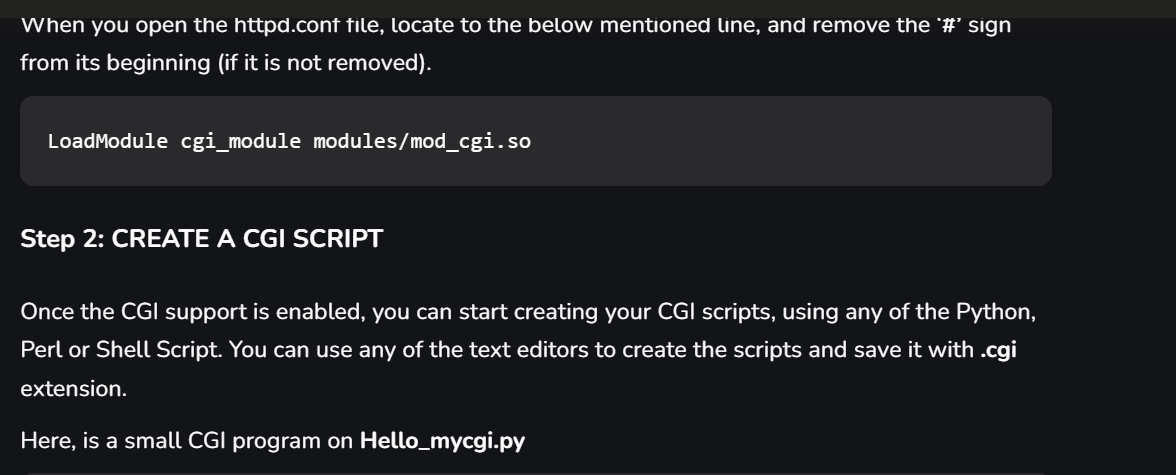 When you open the httpd.conf file, locate to the below mentioned line, and remove the ‘#’ sign
from its beginning (if it is not removed).
LoadModule cgi_module modules/mod_cgi.so
Step 2: CREATE A CGI SCRIPT
Once the CGI support is enabled, you can start creating your CGI scripts, using any of the Python,
Perl or Shell Script. You can use any of the text editors to create the scripts and save it with .cgi
extension.
Here, is a small CGI program on Hello_mycgi.py